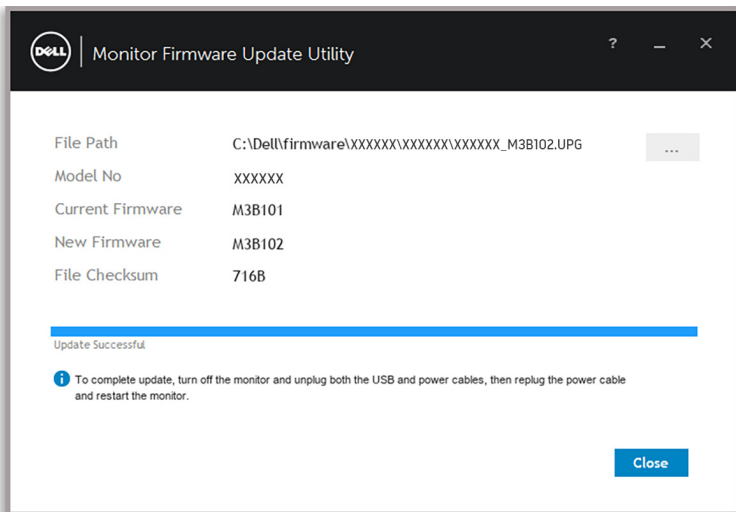 DELL Monitor Firmware Update Utility ? _ ×
File Path C:\Dell\firmware\XXXXXX\XXXXXX\XXXXXX_M3B102.UPG ...
Model No XXXXXX
Current Firmware M3B101
New Firmware M3B102
File Checksum 716B
Update Successful
i To complete update, turn off the monitor and unplug both the USB and power cables, then replug the power cable
and restart the monitor.
Close